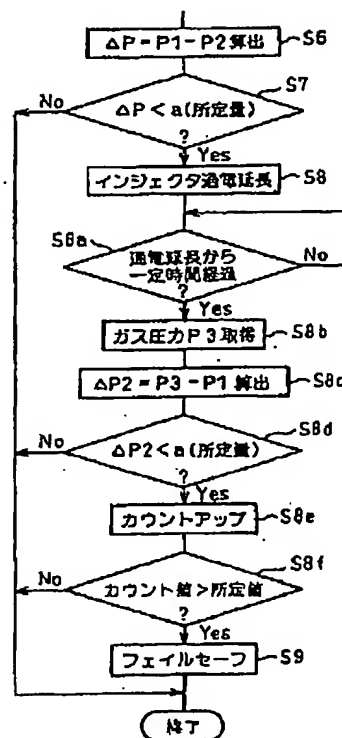 ΔP=P1-P2算出 S6
S7
No
ΔP<a(所定量)
?
Yes
インジェクタ通電延長 S8
S8a
通電延長から
一定時間経過
No
?
Yes
ガス圧力P3取得 S8b
ΔP2=P3-P1算出 S8c
S8d
No
ΔP2<a(所定量)
?
Yes
カウントアップ S8e
S8f
No
カウント値>所定値
?
Yes
フェイルセーフ S9
終了